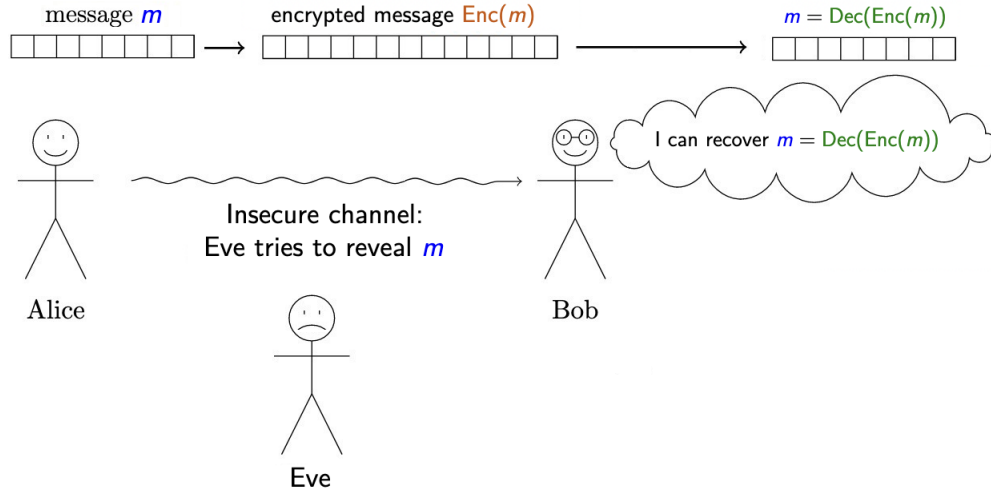 message m
encrypted message Enc(m)
m = Dec(Enc(m))
I can recover m = Dec(Enc(m))
Insecure channel:
Eve tries to reveal m
Alice
Bob
Eve